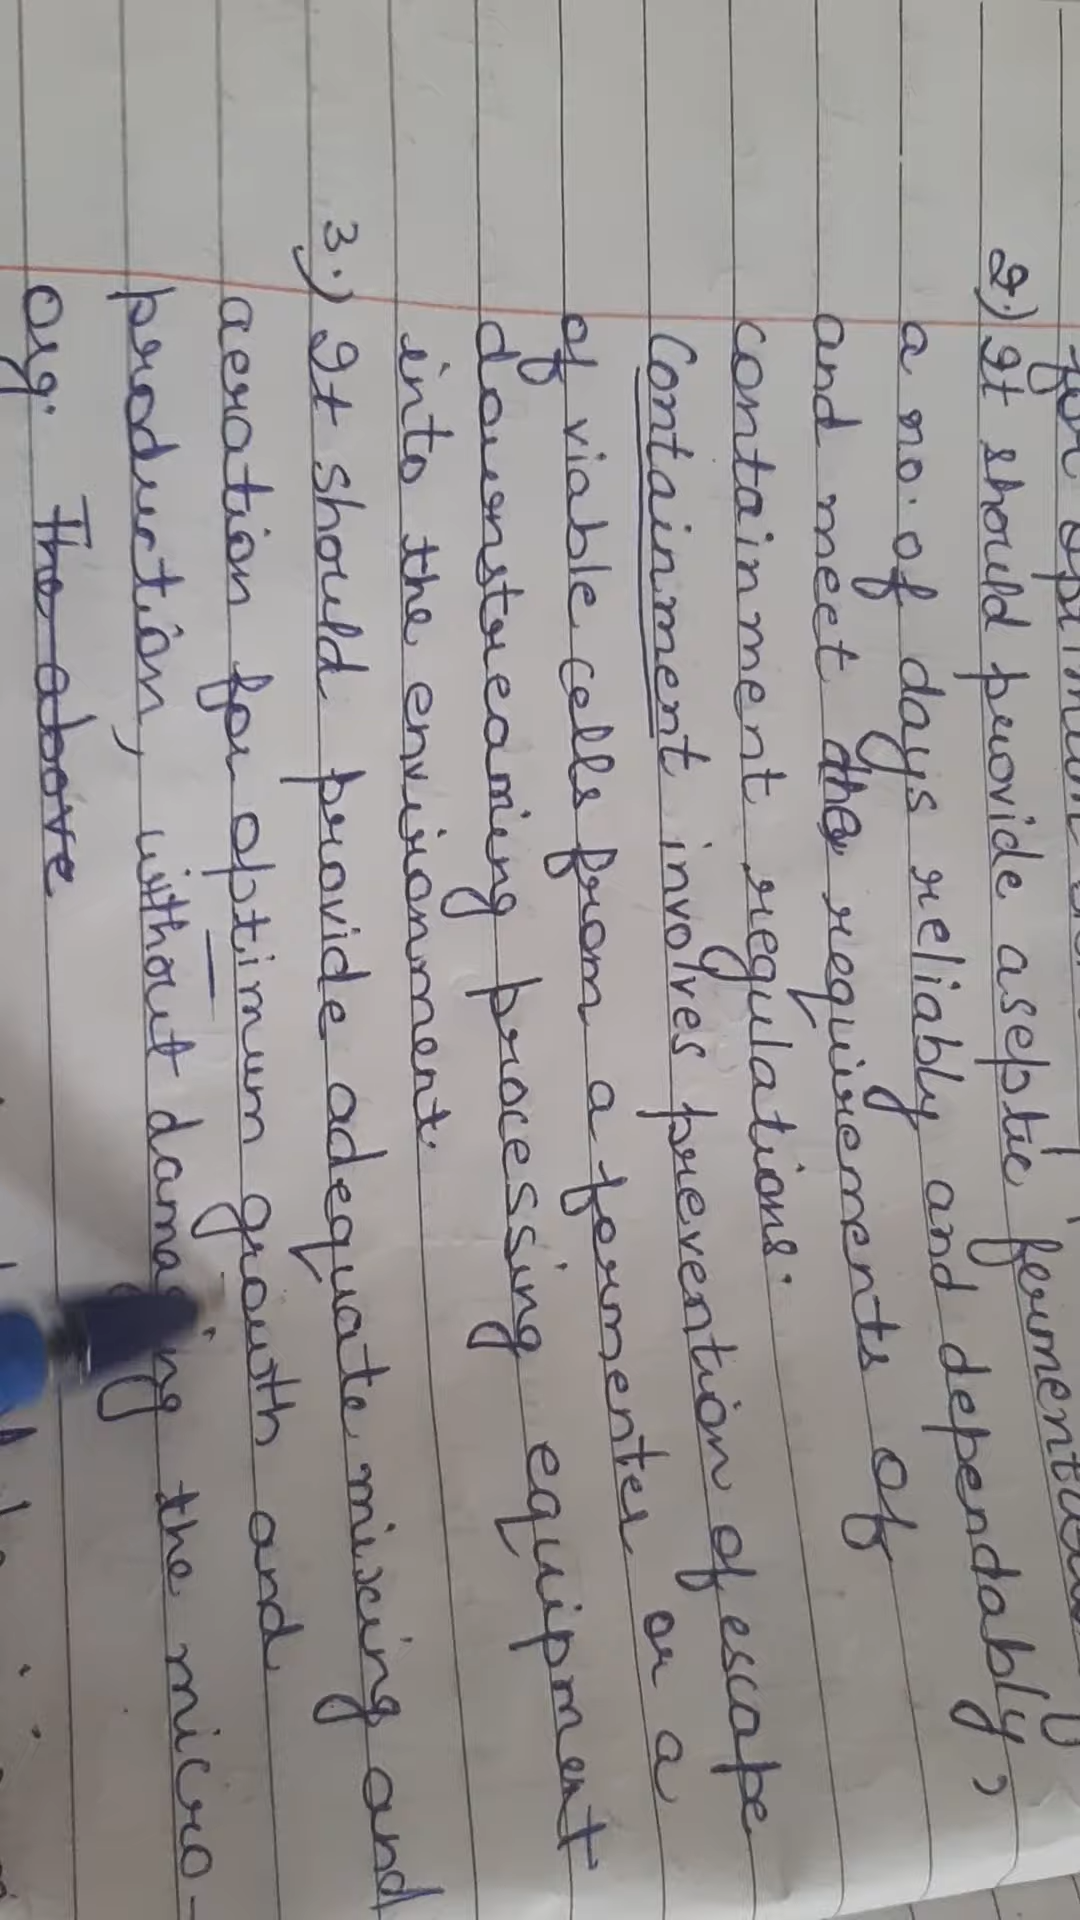 for optimum
2.) It should provide aseptic fermentation
a no. of days reliably and dependably,
and meet the requirements of
containment regulations.
Containment involves prevention of escape
of viable cells from a fermenter or a
downstreaming processing equipment
into the environment.
3.) It should provide adequate mixing and
aeration for optimum growth and
production, without damaging the micro-
org. The above